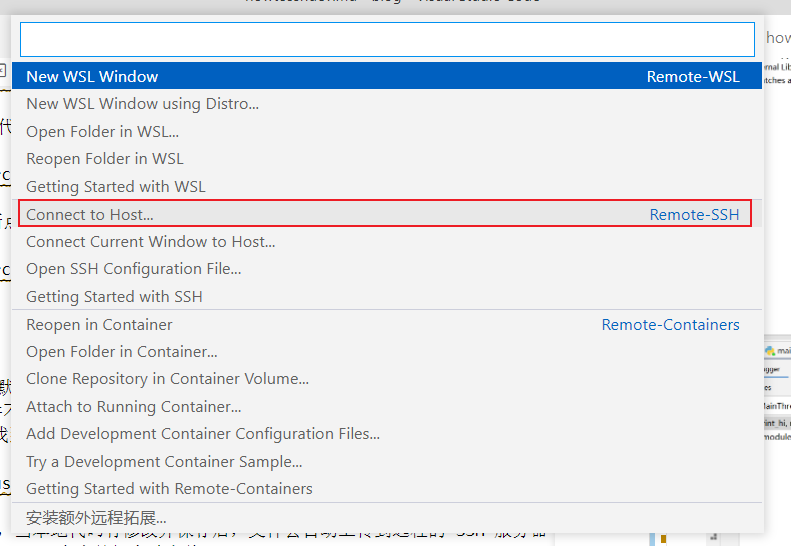 how
New WSL Window Remote-WSL
New WSL Window using Distro...
Open Folder in WSL...
Reopen Folder in WSL
Getting Started with WSL
Connect to Host... Remote-SSH
Connect Current Window to Host...
Open SSH Configuration File...
Getting Started with SSH
Reopen in Container Remote-Containers
Open Folder in Container...
Clone Repository in Container Volume...
Attach to Running Container...
Add Development Container Configuration Files...
Try a Development Container Sample...
Getting Started with Remote-Containers
安装额外远程拓展...